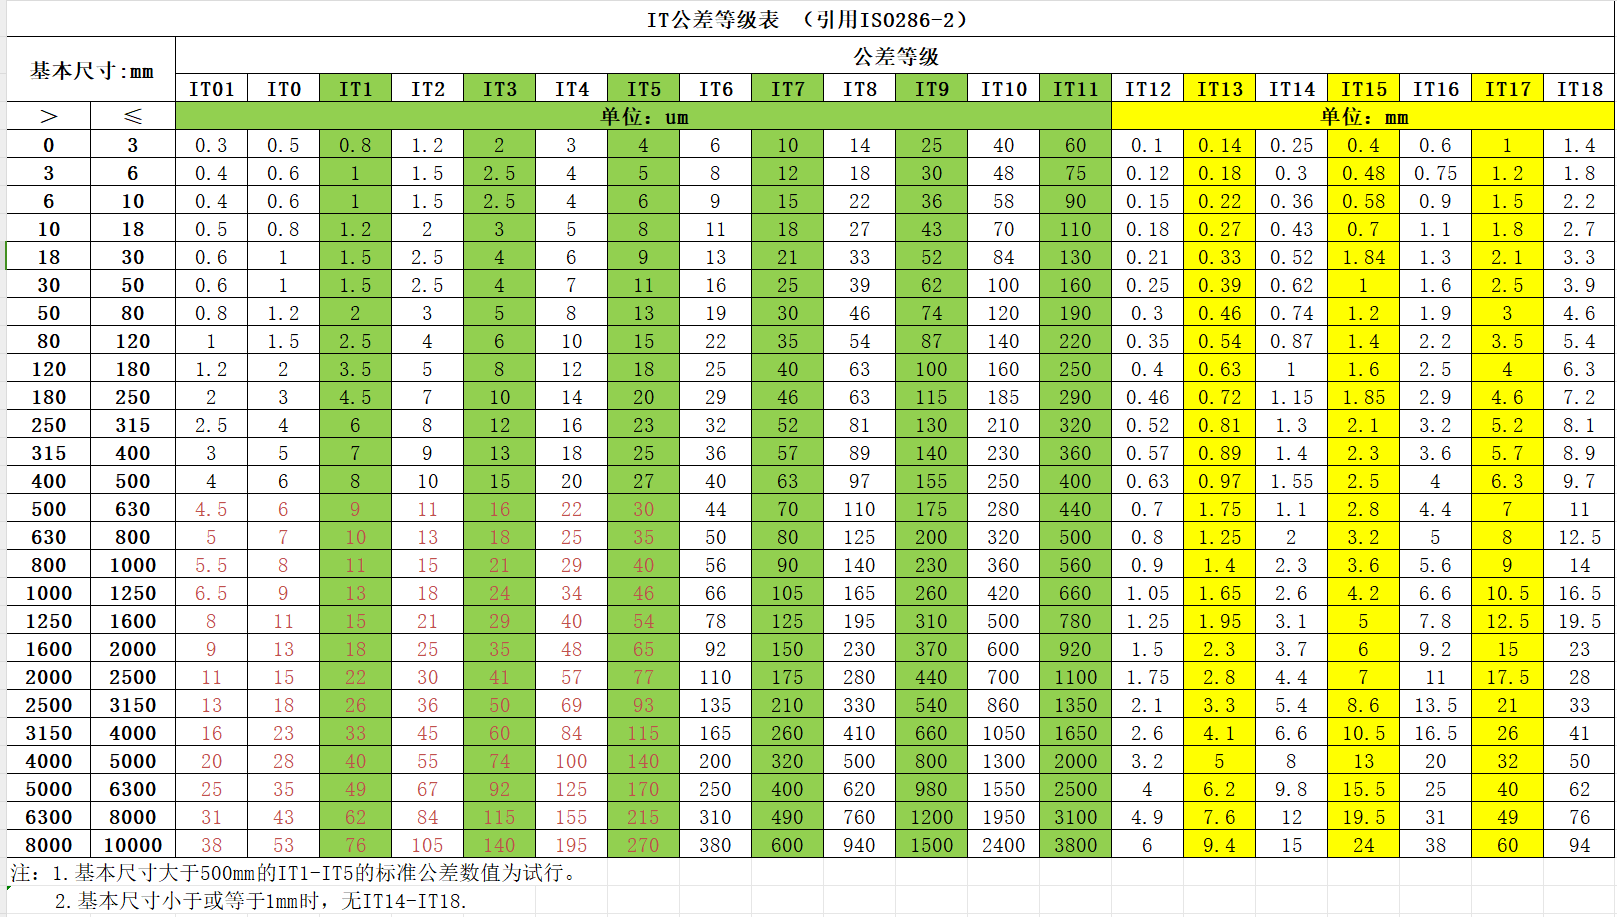 IT公差等级表 （引用ISO286-2）
基本尺寸:mm 公差等级
IT01 IT0 IT1 IT2 IT3 IT4 IT5 IT6 IT7 IT8 IT9 IT10 IT11 IT12 IT13 IT14 IT15 IT16 IT17 IT18
＞ ≤ 单位：um 单位：mm
0 3 0.3 0.5 0.8 1.2 2 3 4 6 10 14 25 40 60 0.1 0.14 0.25 0.4 0.6 1 1.4
3 6 0.4 0.6 1 1.5 2.5 4 5 8 12 18 30 48 75 0.12 0.18 0.3 0.48 0.75 1.2 1.8
6 10 0.4 0.6 1 1.5 2.5 4 6 9 15 22 36 58 90 0.15 0.22 0.36 0.58 0.9 1.5 2.2
10 18 0.5 0.8 1.2 2 3 5 8 11 18 27 43 70 110 0.18 0.27 0.43 0.7 1.1 1.8 2.7
18 30 0.6 1 1.5 2.5 4 6 9 13 21 33 52 84 130 0.21 0.33 0.52 1.84 1.3 2.1 3.3
30 50 0.6 1 1.5 2.5 4 7 11 16 25 39 62 100 160 0.25 0.39 0.62 1 1.6 2.5 3.9
50 80 0.8 1.2 2 3 5 8 13 19 30 46 74 120 190 0.3 0.46 0.74 1.2 1.9 3 4.6
80 120 1 1.5 2.5 4 6 10 15 22 35 54 87 140 220 0.35 0.54 0.87 1.4 2.2 3.5 5.4
120 180 1.2 2 3.5 5 8 12 18 25 40 63 100 160 250 0.4 0.63 1 1.6 2.5 4 6.3
180 250 2 3 4.5 7 10 14 20 29 46 63 115 185 290 0.46 0.72 1.15 1.85 2.9 4.6 7.2
250 315 2.5 4 6 8 12 16 23 32 52 81 130 210 320 0.52 0.81 1.3 2.1 3.2 5.2 8.1
315 400 3 5 7 9 13 18 25 36 57 89 140 230 360 0.57 0.89 1.4 2.3 3.6 5.7 8.9
400 500 4 6 8 10 15 20 27 40 63 97 155 250 400 0.63 0.97 1.55 2.5 4 6.3 9.7
500 630 4.5 6 9 11 16 22 30 44 70 110 175 280 440 0.7 1.75 1.1 2.8 4.4 7 11
630 800 5 7 10 13 18 25 35 50 80 125 200 320 500 0.8 1.25 2 3.2 5 8 12.5
800 1000 5.5 8 11 15 21 29 40 56 90 140 230 360 560 0.9 1.4 2.3 3.6 5.6 9 14
1000 1250 6.5 9 13 18 24 34 46 66 105 165 260 420 660 1.05 1.65 2.6 4.2 6.6 10.5 16.5
1250 1600 8 11 15 21 29 40 54 78 125 195 310 500 780 1.25 1.95 3.1 5 7.8 12.5 19.5
1600 2000 9 13 18 25 35 48 65 92 150 230 370 600 920 1.5 2.3 3.7 6 9.2 15 23
2000 2500 11 15 22 30 41 57 77 110 175 280 440 700 1100 1.75 2.8 4.4 7 11 17.5 28
2500 3150 13 18 26 36 50 69 93 135 210 330 540 860 1350 2.1 3.3 5.4 8.6 13.5 21 33
3150 4000 16 23 33 45 60 84 115 165 260 410 660 1050 1650 2.6 4.1 6.6 10.5 16.5 26 41
4000 5000 20 28 40 55 74 100 140 200 320 500 800 1300 2000 3.2 5 8 13 20 32 50
5000 6300 25 35 49 67 92 125 170 250 400 620 980 1550 2500 4 6.2 9.8 15.5 25 40 62
6300 8000 31 43 62 84 115 155 215 310 490 760 1200 1950 3100 4.9 7.6 12 19.5 31 49 76
8000 10000 38 53 76 105 140 195 270 380 600 940 1500 2400 3800 6 9.4 15 24 38 60 94
注：1.基本尺寸大于500mm的IT1-IT5的标准公差数值为试行。
2.基本尺寸小于或等于1mm时，无IT14-IT18.